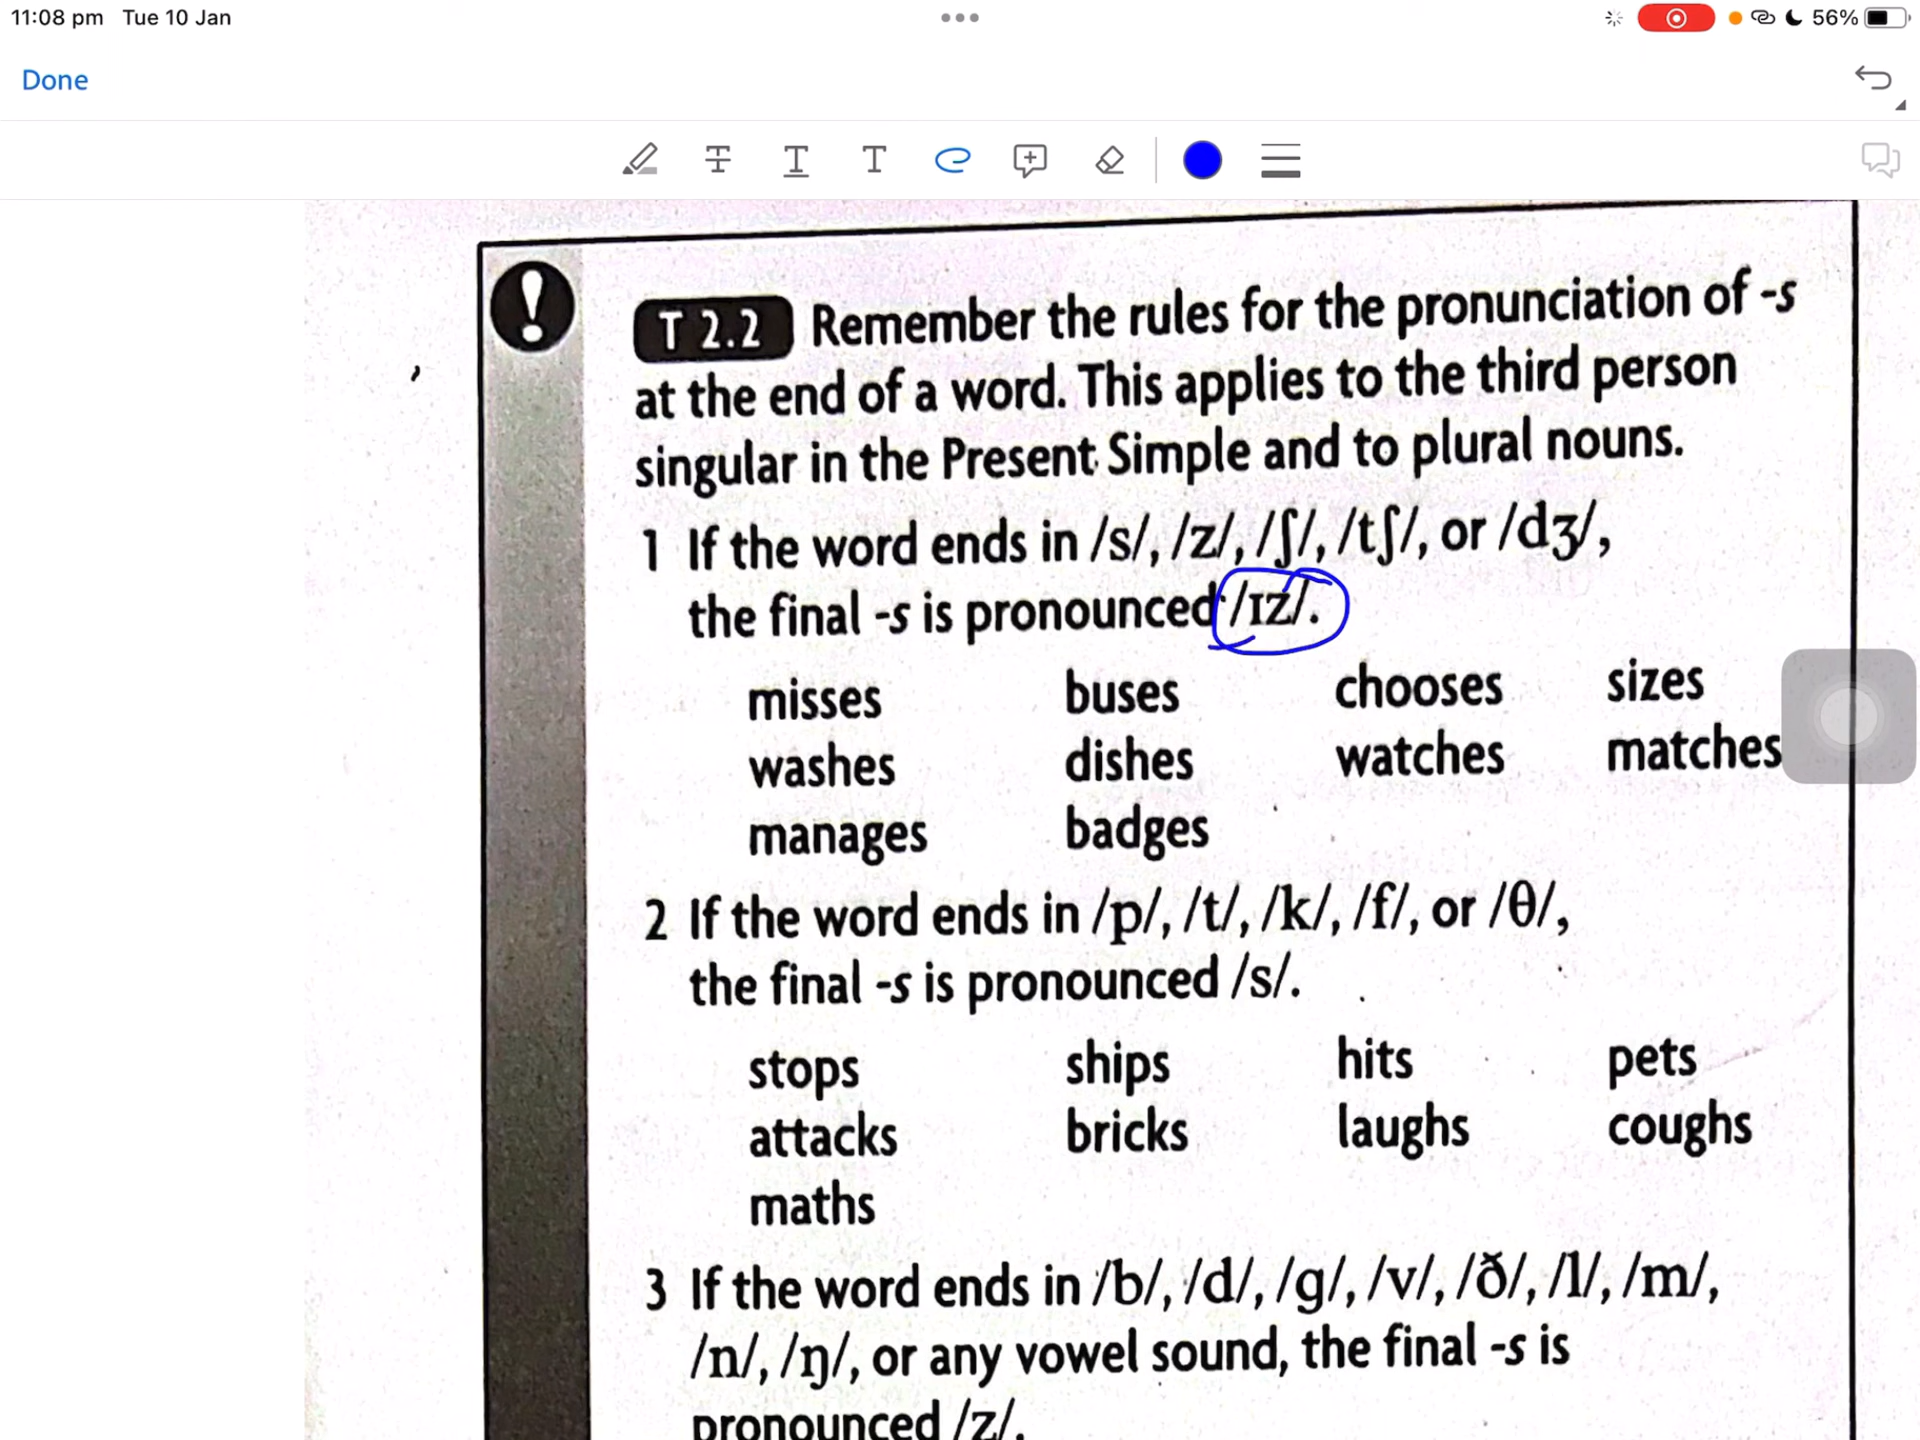 11:08 pm Tue 10 Jan 56%
Done
T T T
T 2.2 Remember the rules for the pronunciation of -s
at the end of a word. This applies to the third person
singular in the Present Simple and to plural nouns.
1 If the word ends in /s/, /z/, /ʃ/, /tʃ/, or /dʒ/,
the final -s is pronounced /ɪz/.
misses buses chooses sizes
washes dishes watches matches
manages badges
2 If the word ends in /p/, /t/, /k/, /f/, or /θ/,
the final -s is pronounced /s/.
stops ships hits pets
attacks bricks laughs coughs
maths
3 If the word ends in /b/, /d/, /g/, /v/, /ð/, /l/, /m/,
/n/, /ŋ/, or any vowel sound, the final -s is
pronounced /z/.